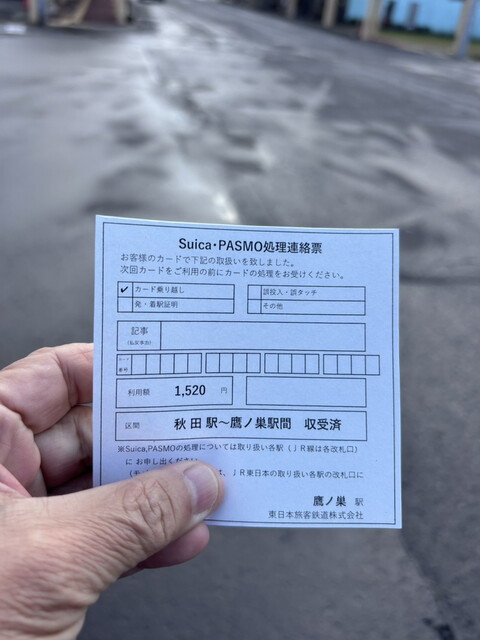 Suica・PASMO処理連絡票
お客様のカードで下記の取扱いを致しました。
次回カードをご利用の前にカードの処理をお受けください。
✓ カード乗り越し 誤投入・誤タッチ
発・着駅証明 その他
記事
カード
番号
利用額 1,520 円
区間 秋田駅～鷹ノ巣駅間 収受済
※Suica,PASMOの処理については取り扱い各駅（JR線は各改札口）
に お申し出ください
は、JR東日本の取り扱い各駅の改札口に
鷹ノ巣 駅
東日本旅客鉄道株式会社